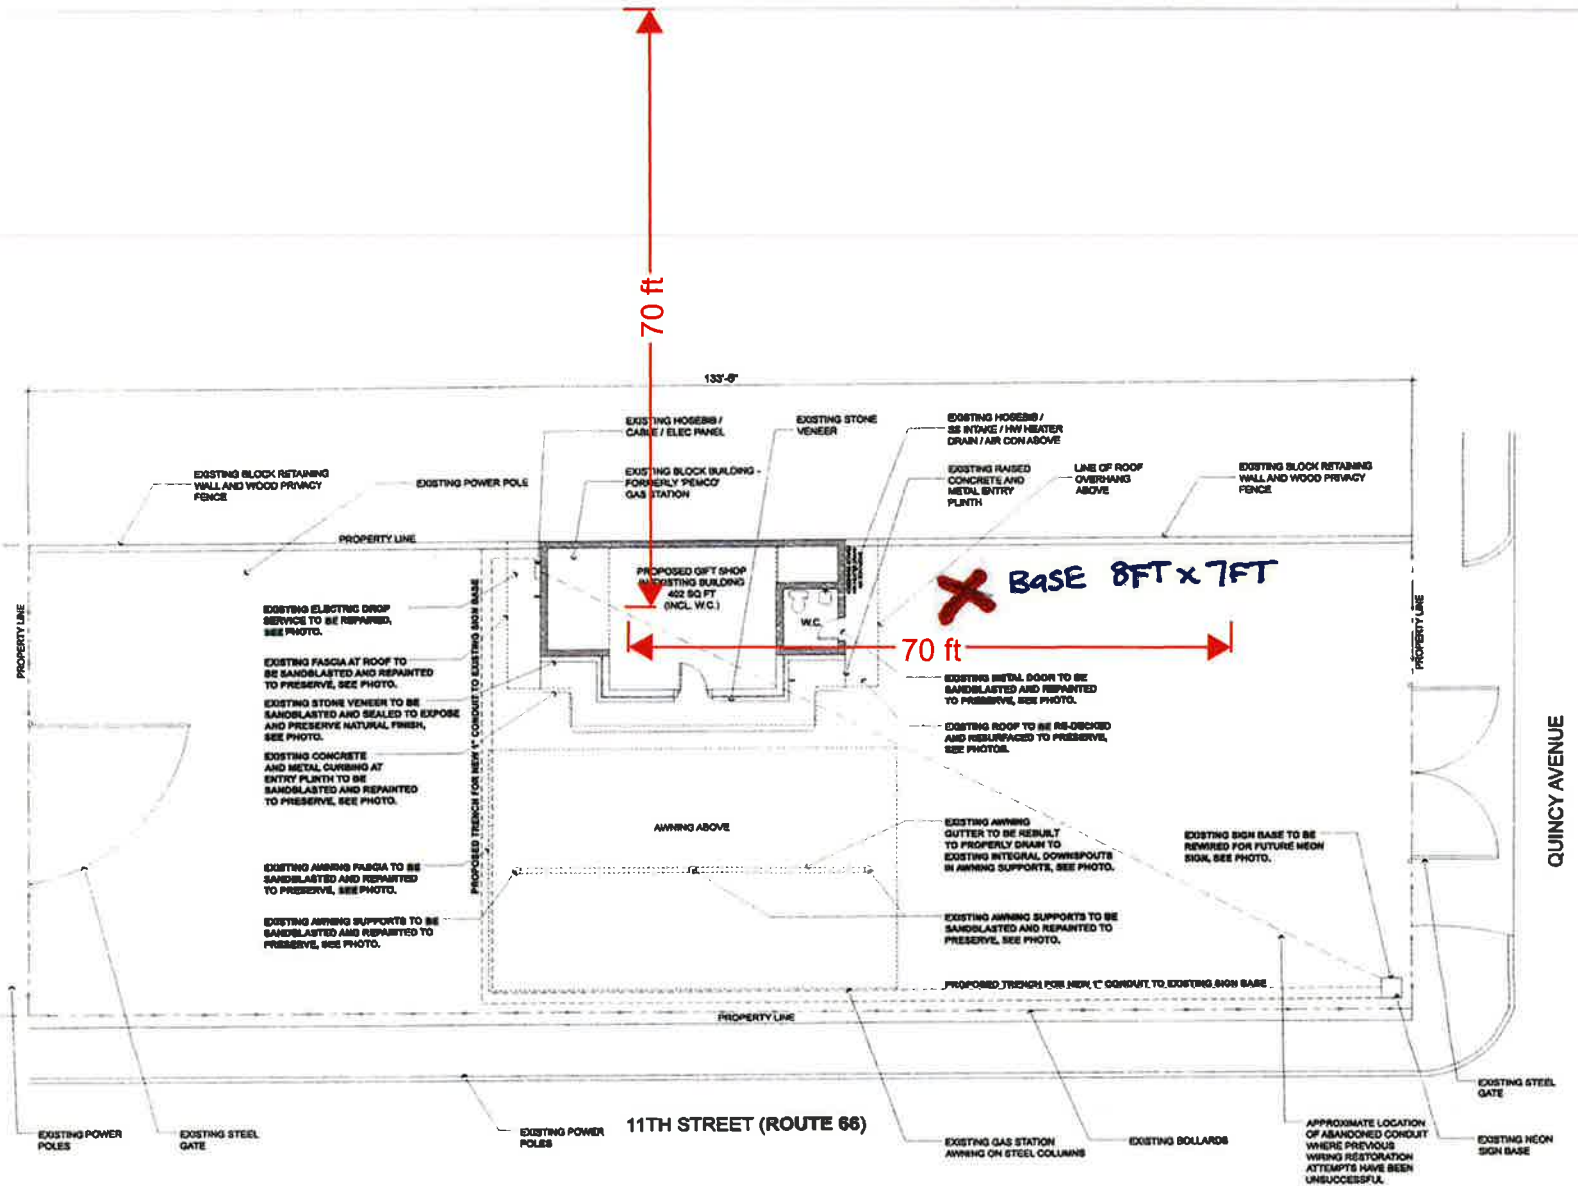 70 ft
133'-6"
EXISTING HOSEBIB /
CABLE / ELEC PANEL
EXISTING STONE
VENEER
EXISTING HOSEBIB /
SS INTAKE / HW HEATER
DRAIN / AIR CON ABOVE
EXISTING BLOCK RETAINING
WALL AND WOOD PRIVACY
FENCE
EXISTING POWER POLE
EXISTING BLOCK BUILDING -
FORMERLY 'PEMCO'
GAS STATION
EXISTING RAISED
CONCRETE AND
METAL ENTRY
PLINTH
LINE OF ROOF
OVERHANG
ABOVE
EXISTING BLOCK RETAINING
WALL AND WOOD PRIVACY
FENCE
PROPERTY LINE
PROPERTY LINE
PROPOSED GIFT SHOP
IN EXISTING BUILDING
402 SQ FT
(INCL. W.C.)
W.C.
BASE 8FT x 7FT
70 ft
PROPERTY LINE
EXISTING ELECTRIC DROP
SERVICE TO BE REPAIRED,
SEE PHOTO.
EXISTING FASCIA AT ROOF TO
BE SANDBLASTED AND REPAINTED
TO PRESERVE, SEE PHOTO.
EXISTING STONE VENEER TO BE
SANDBLASTED AND SEALED TO EXPOSE
AND PRESERVE NATURAL FINISH,
SEE PHOTO.
EXISTING CONCRETE
AND METAL CURBING AT
ENTRY PLINTH TO BE
SANDBLASTED AND REPAINTED
TO PRESERVE, SEE PHOTO.
PROPOSED TRENCH FOR NEW 1" CONDUIT TO EXISTING SIGN BASE
EXISTING METAL DOOR TO BE
SANDBLASTED AND REPAINTED
TO PRESERVE, SEE PHOTO.
EXISTING ROOF TO BE RE-DECKED
AND RESURFACED TO PRESERVE,
SEE PHOTOS.
QUINCY AVENUE
AWNING ABOVE
EXISTING AWNING
GUTTER TO BE REBUILT
TO PROPERLY DRAIN TO
EXISTING INTEGRAL DOWNSPOUTS
IN AWNING SUPPORTS, SEE PHOTO.
EXISTING SIGN BASE TO BE
REWIRED FOR FUTURE NEON
SIGN, SEE PHOTO.
EXISTING AWNING FASCIA TO BE
SANDBLASTED AND REPAINTED
TO PRESERVE, SEE PHOTO.
EXISTING AWNING SUPPORTS TO BE
SANDBLASTED AND REPAINTED TO
PRESERVE, SEE PHOTO.
EXISTING AWNING SUPPORTS TO BE
SANDBLASTED AND REPAINTED TO
PRESERVE, SEE PHOTO.
PROPOSED TRENCH FOR NEW 1" CONDUIT TO EXISTING SIGN BASE
PROPERTY LINE
EXISTING POWER
POLES
EXISTING STEEL
GATE
EXISTING POWER
POLES
11TH STREET (ROUTE 66)
EXISTING GAS STATION
AWNING ON STEEL COLUMNS
EXISTING BOLLARDS
APPROXIMATE LOCATION
OF ABANDONED CONDUIT
WHERE PREVIOUS
WIRING RESTORATION
ATTEMPTS HAVE BEEN
UNSUCCESSFUL
EXISTING STEEL
GATE
EXISTING NEON
SIGN BASE